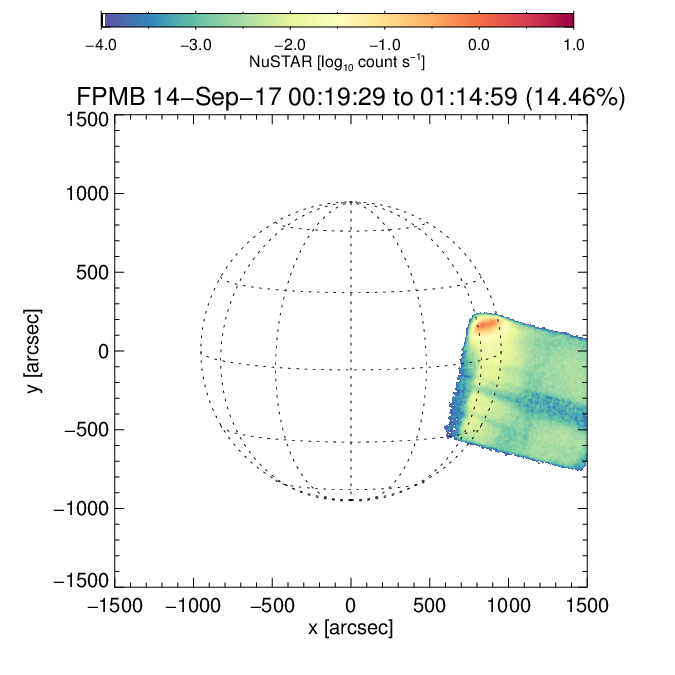 −4.0 −3.0 −2.0 −1.0 0.0 1.0
NuSTAR [log₁₀ count s⁻¹]
FPMB 14−Sep−17 00:19:29 to 01:14:59 (14.46%)
1500
1000
500
0
−500
−1000
−1500
y [arcsec]
−1500 −1000 −500 0 500 1000 1500
x [arcsec]